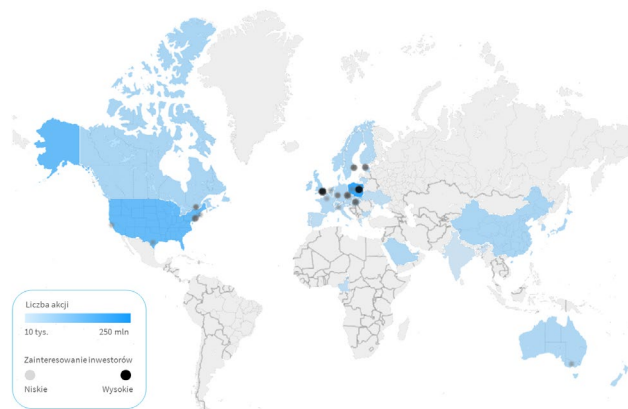 Liczba akcji
10 tys. 250 mln
Zainteresowanie inwestorów
Niskie Wysokie